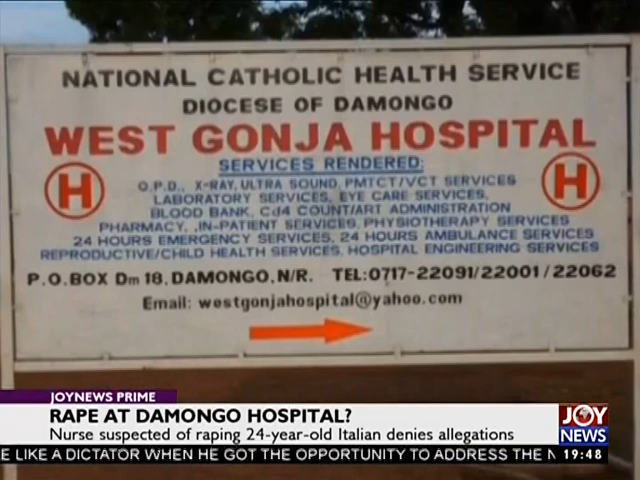 NATIONAL CATHOLIC HEALTH SERVICE
DIOCESE OF DAMONGO
WEST GONJA HOSPITAL
SERVICES RENDERED:
H
H
O.P.D., X-RAY, ULTRA SOUND, PMTCT/VCT SERVICES
LABORATORY SERVICES, EYE CARE SERVICES,
BLOOD BANK, Cd4 COUNT/ART ADMINISTRATION
PHARMACY, ,IN-PATIENT SERVICES, PHYSIOTHERAPY SERVICES
24 HOURS EMERGENCY SERVICES, 24 HOURS AMBULANCE SERVICES
REPRODUCTIVE/CHILD HEALTH SERVICES, HOSPITAL ENGINEERING SERVICES
P.O.BOX Dm 18, DAMONGO, N/R. TEL:0717-22091/22001/22062
Email: westgonjahospital@yahoo.com
JOYNEWS PRIME
RAPE AT DAMONGO HOSPITAL?
Nurse suspected of raping 24-year-old Italian denies allegations
JOY
NEWS
E LIKE A DICTATOR WHEN HE GOT THE OPPORTUNITY TO ADDRESS THE N
19:48